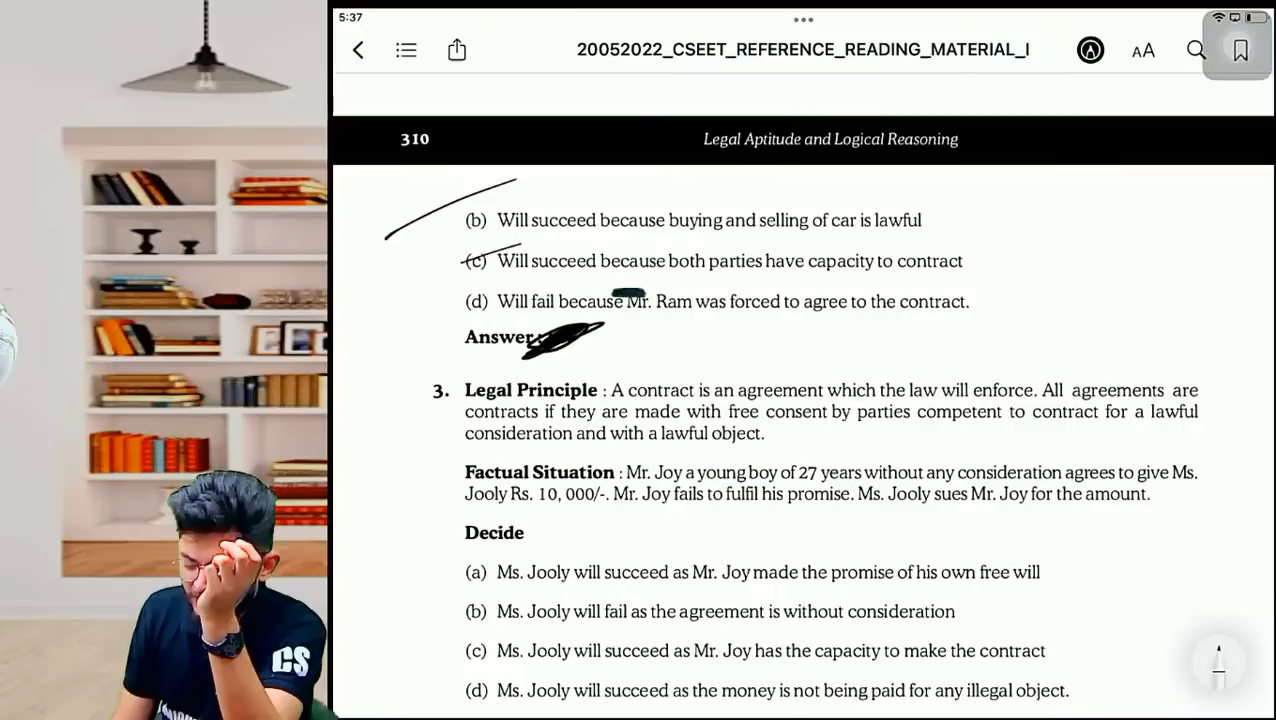 5:37
20052022_CSEET_REFERENCE_READING_MATERIAL_I
AA
310 Legal Aptitude and Logical Reasoning
(b) Will succeed because buying and selling of car is lawful
(c) Will succeed because both parties have capacity to contract
(d) Will fail because Mr. Ram was forced to agree to the contract.
Answer:
3. Legal Principle : A contract is an agreement which the law will enforce. All agreements are
contracts if they are made with free consent by parties competent to contract for a lawful
consideration and with a lawful object.
Factual Situation : Mr. Joy a young boy of 27 years without any consideration agrees to give Ms.
Jooly Rs. 10, 000/-. Mr. Joy fails to fulfil his promise. Ms. Jooly sues Mr. Joy for the amount.
Decide
(a) Ms. Jooly will succeed as Mr. Joy made the promise of his own free will
(b) Ms. Jooly will fail as the agreement is without consideration
(c) Ms. Jooly will succeed as Mr. Joy has the capacity to make the contract
(d) Ms. Jooly will succeed as the money is not being paid for any illegal object.
CS